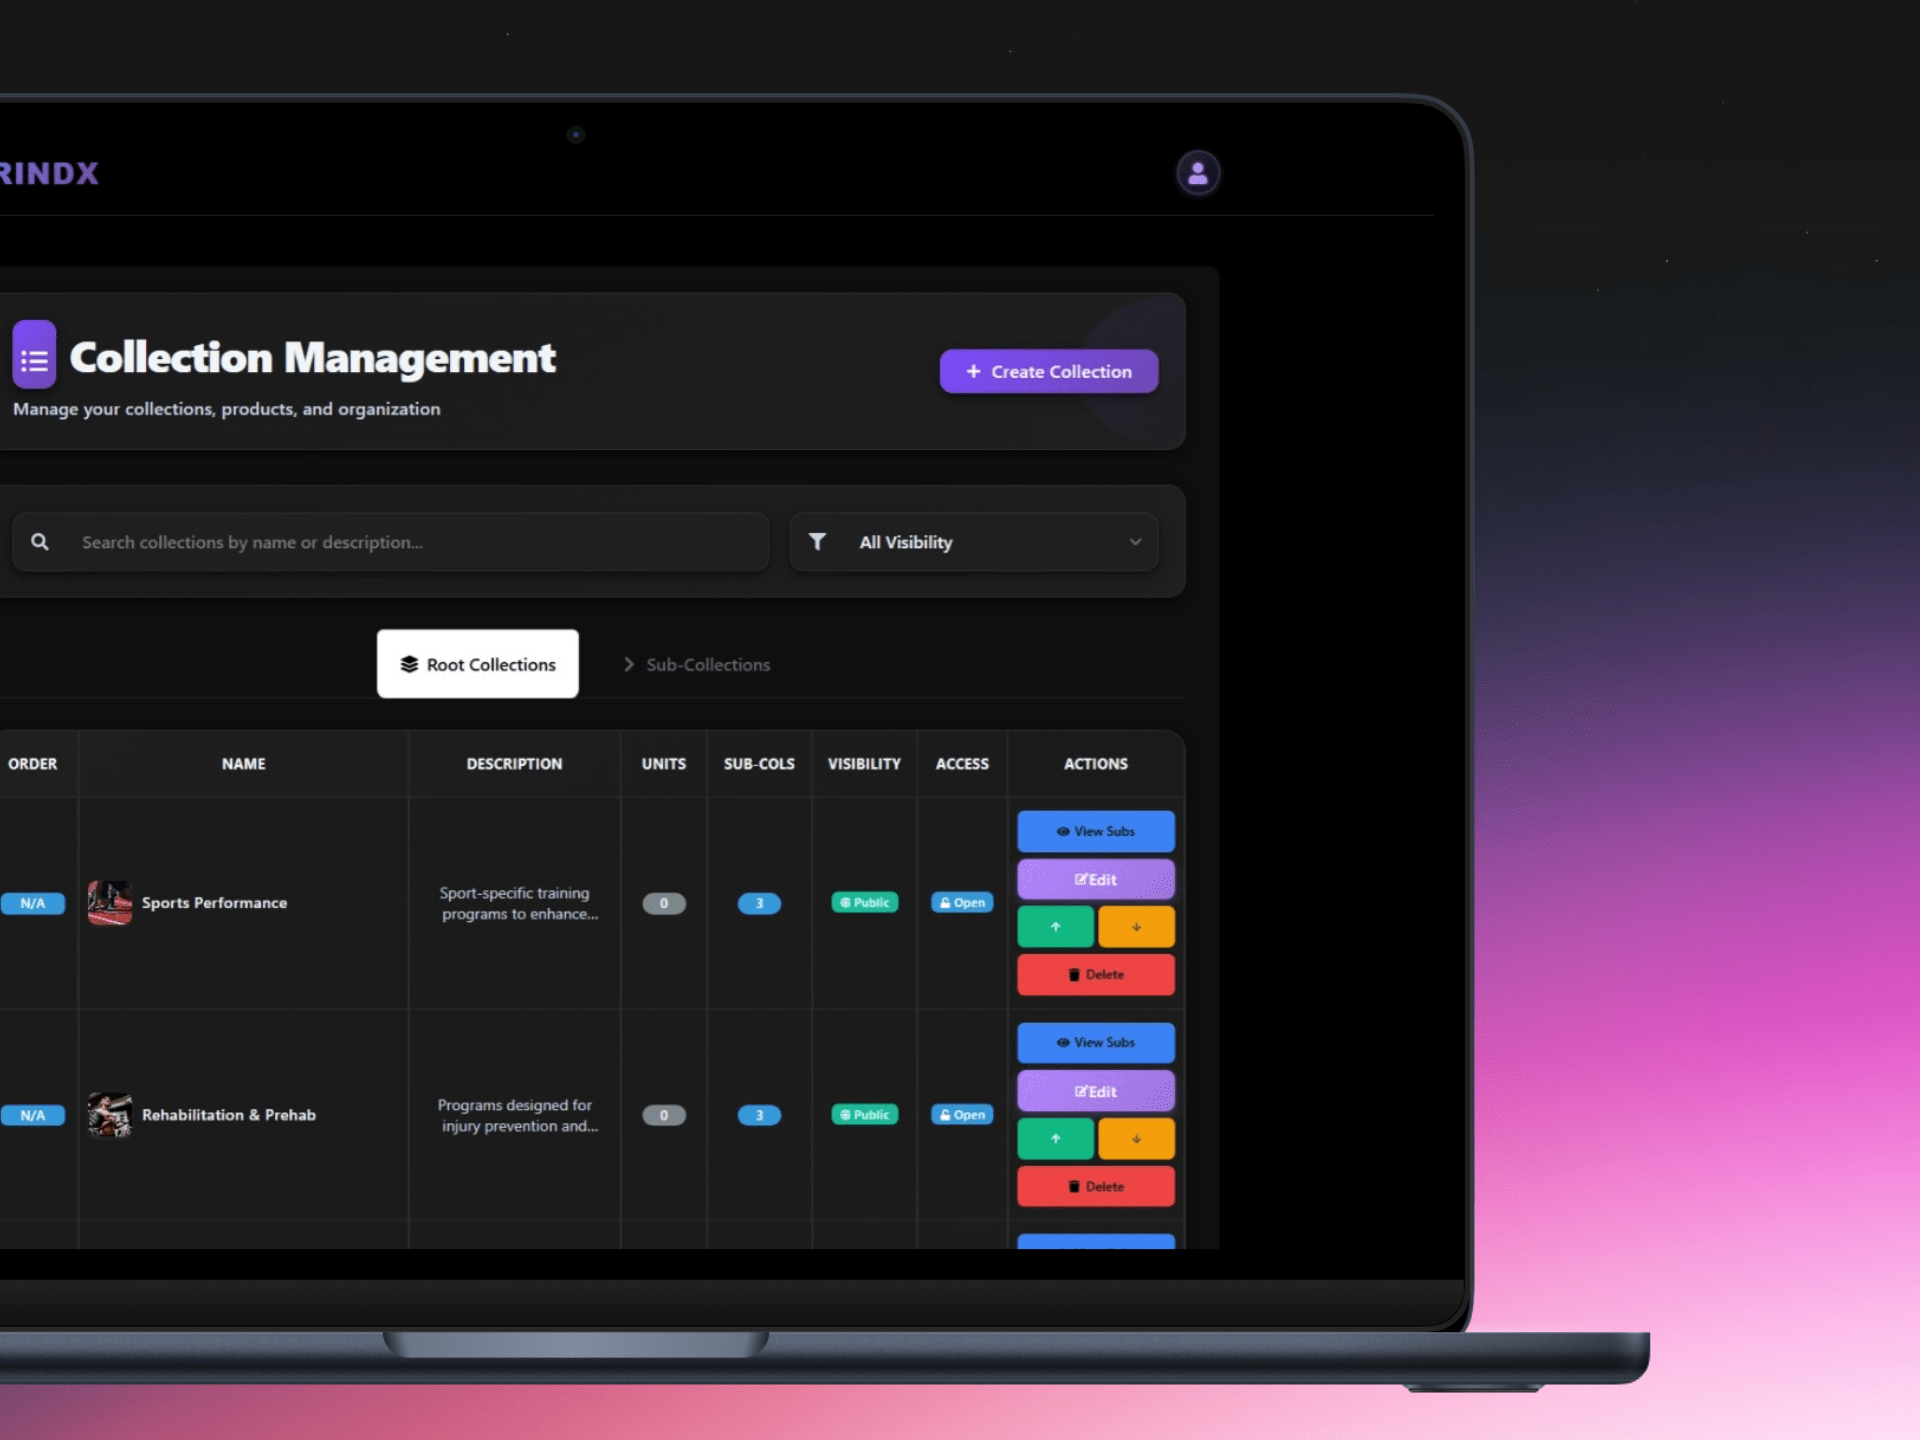 RINDX
Collection Management
Create Collection
Manage your collections, products, and organization
Search collections by name or description...
All Visibility
Root Collections
Sub-Collections
ORDER NAME DESCRIPTION UNITS SUB-COLS VISIBILITY ACCESS ACTIONS
View Subs
Edit
N/A Sports Performance Sport-specific training programs to enhance... 0 3 Public Open
↑ ↓
Delete
View Subs
Edit
N/A Rehabilitation & Prehab Programs designed for injury prevention and... 0 3 Public Open
↑ ↓
Delete